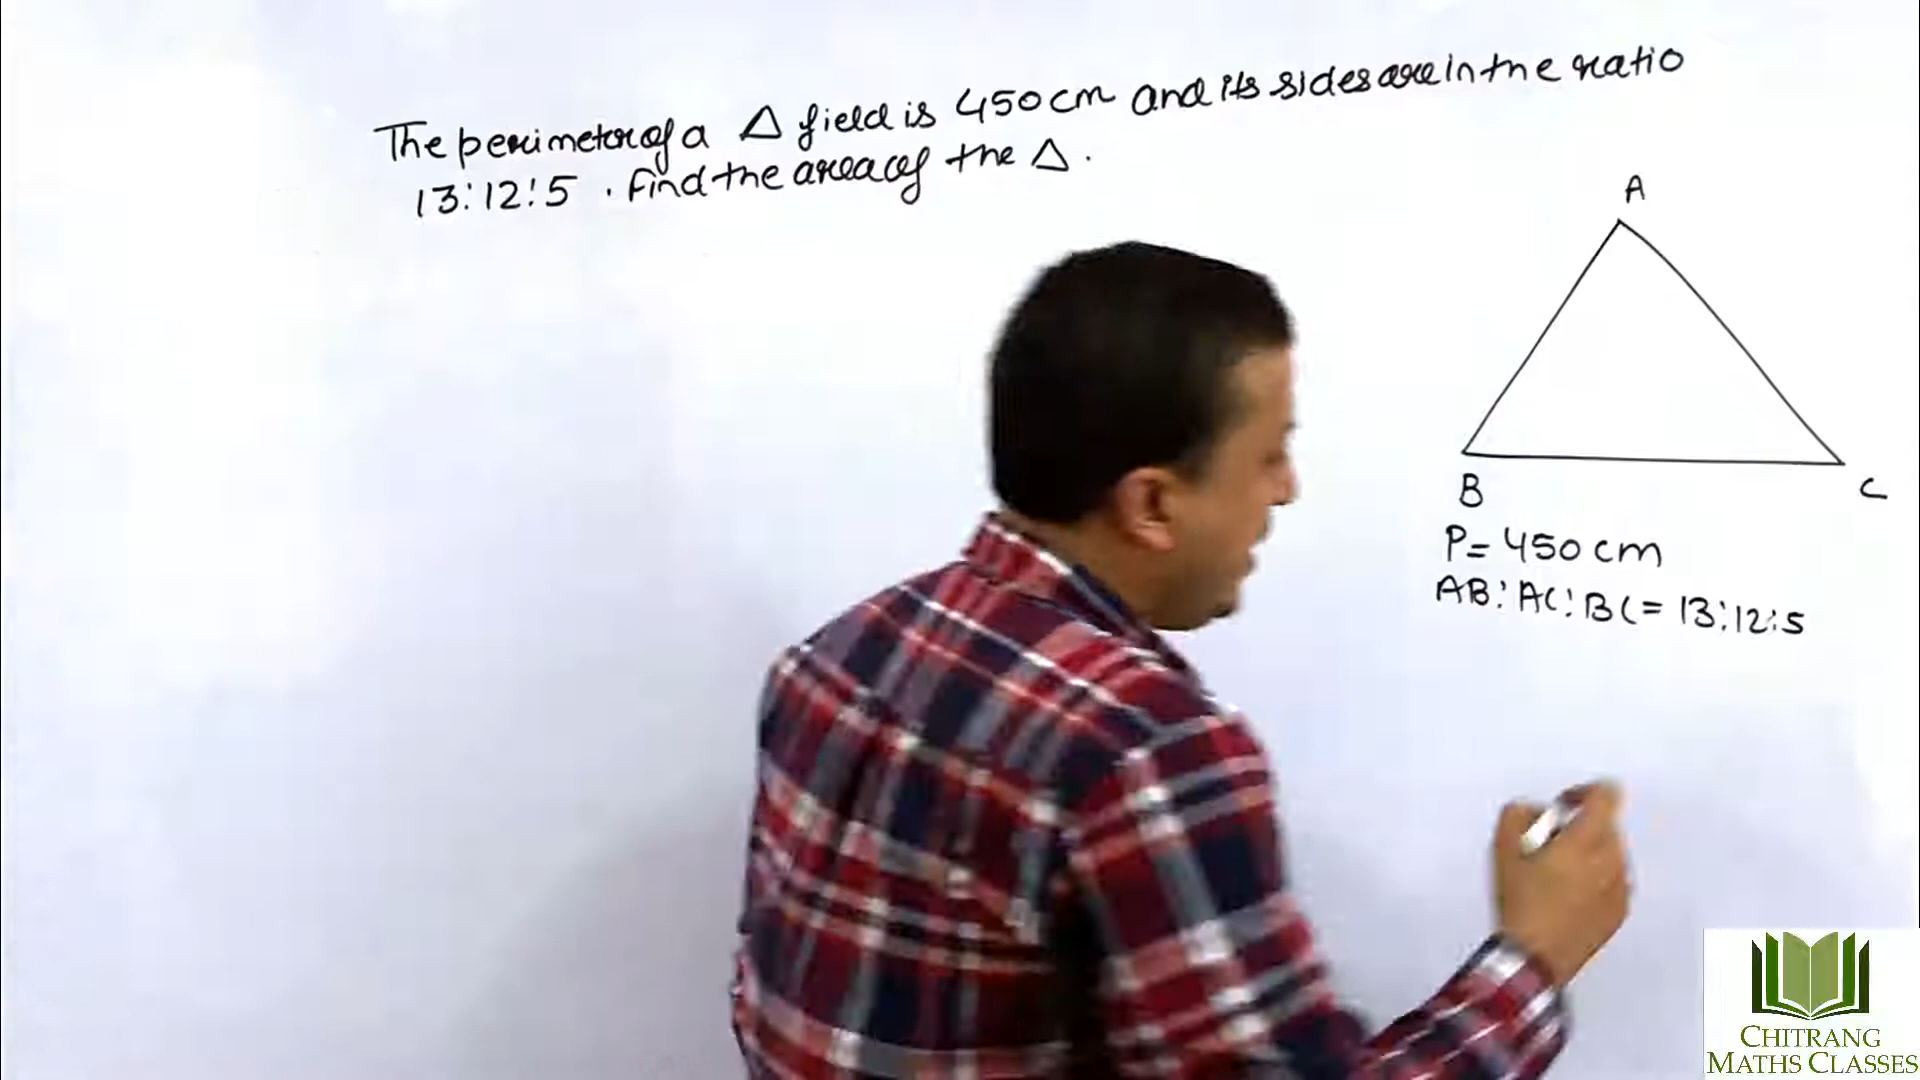 The perimeter of a △ field is 450 cm and its sides are in the ratio
13:12:5 . Find the area of the △.
A
B
C
P = 450 cm
AB:AC:BC = 13:12:5
CHITRANG
MATHS CLASSES